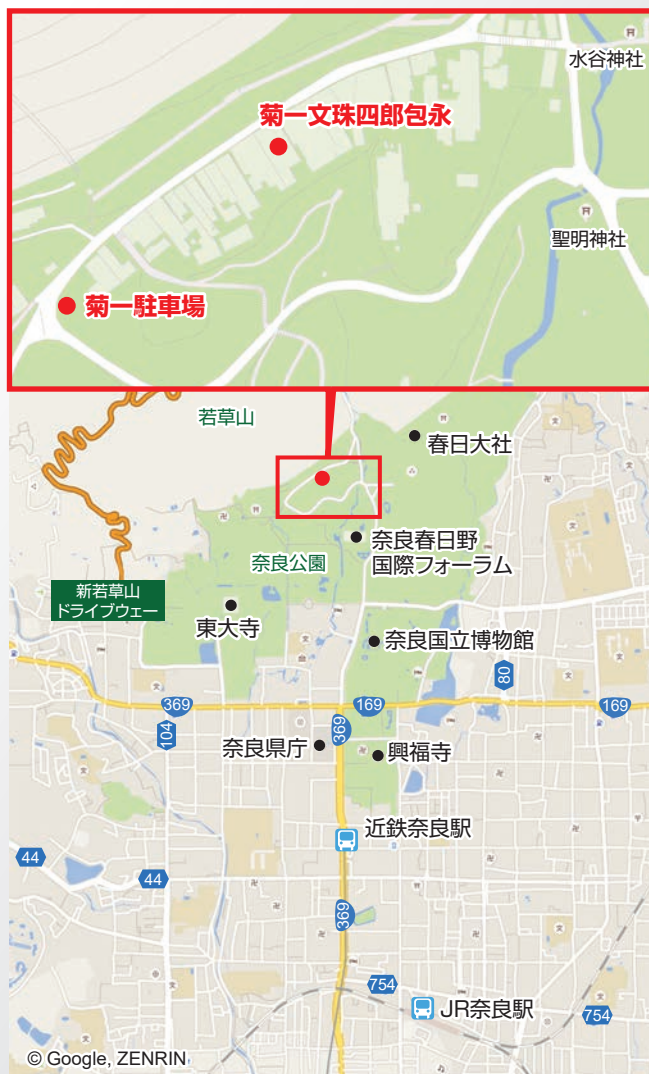 水谷神社
菊一文珠四郎包永
聖明神社
菊一駐車場
若草山
春日大社
奈良春日野
国際フォーラム
奈良公園
新若草山
ドライブウェー
東大寺
奈良国立博物館
80
369
169
169
104
369
奈良県庁
興福寺
近鉄奈良駅
44
44
369
754
JR奈良駅
754
© Google, ZENRIN